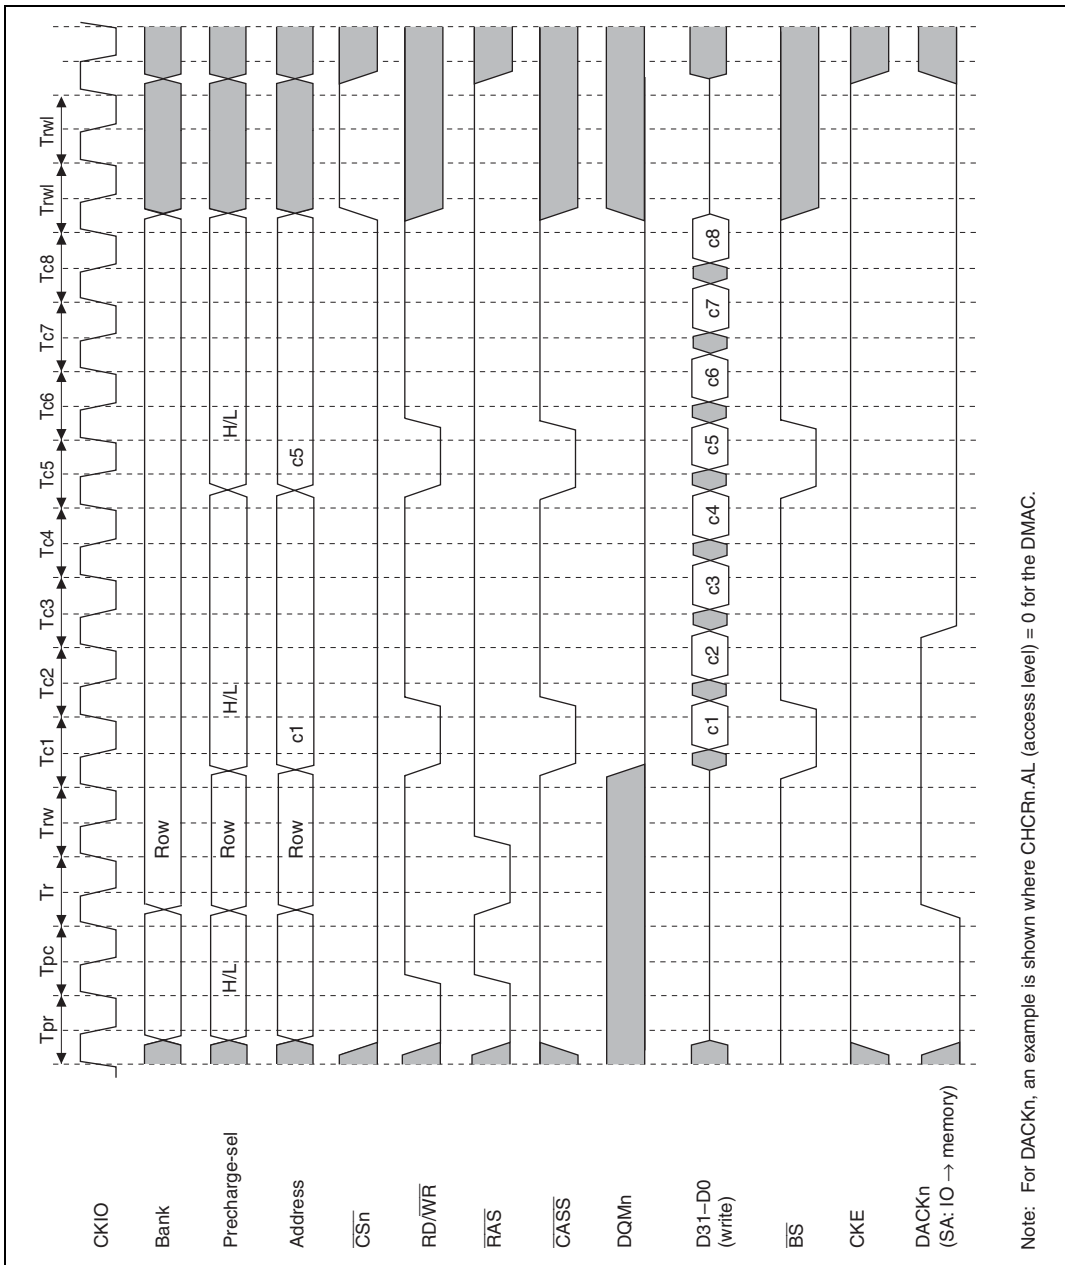 Tpr Tpc Tr Trw Tc1 Tc2 Tc3 Tc4 Tc5 Tc6 Tc7 Tc8 Trwl Trwl
CKIO
Bank Row
Precharge-sel H/L Row H/L H/L
Address Row c1 c5
CSn
RD/WR
RAS
CASS
DQMn
D31–D0
(write) c1 c2 c3 c4 c5 c6 c7 c8
BS
CKE
DACKn
(SA: IO → memory)
Note: For DACKn, an example is shown where CHCRn.AL (access level) = 0 for the DMAC.